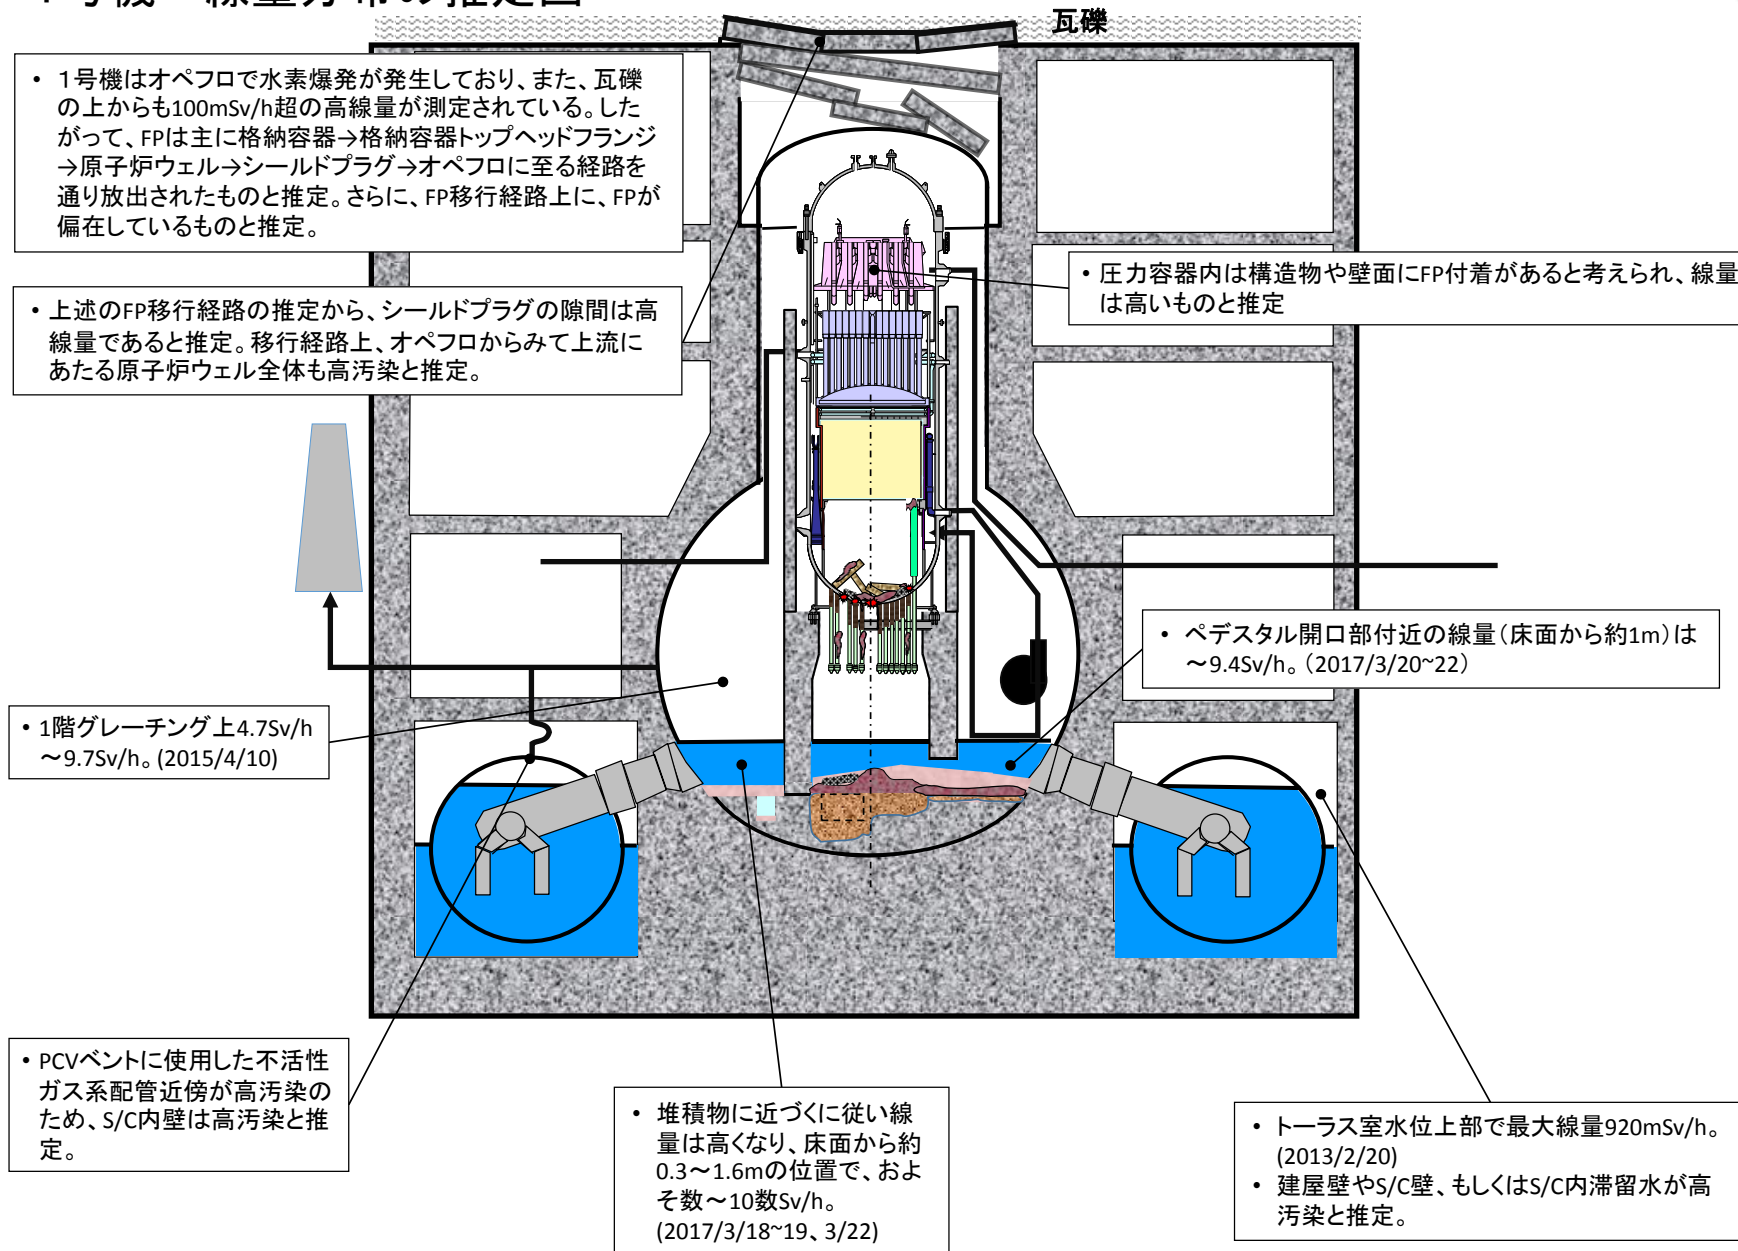 瓦礫
• １号機はオペフロで水素爆発が発生しており、また、瓦礫
の上からも100mSv/h超の高線量が測定されている。した
がって、FPは主に格納容器→格納容器トップヘッドフランジ
→原子炉ウェル→シールドプラグ→オペフロに至る経路を
通り放出されたものと推定。さらに、FP移行経路上に、FPが
偏在しているものと推定。
• 上述のFP移行経路の推定から、シールドプラグの隙間は高
線量であると推定。移行経路上、オペフロからみて上流に
あたる原子炉ウェル全体も高汚染と推定。
• 圧力容器内は構造物や壁面にFP付着があると考えられ、線量
は高いものと推定
• ペデスタル開口部付近の線量（床面から約1m）は
～9.4Sv/h。（2017/3/20~22）
• 1階グレーチング上4.7Sv/h
～9.7Sv/h。(2015/4/10)
• PCVベントに使用した不活性
ガス系配管近傍が高汚染の
ため、S/C内壁は高汚染と推
定。
• 堆積物に近づくに従い線
量は高くなり、床面から約
0.3～1.6mの位置で、およ
そ数～10数Sv/h。
(2017/3/18~19、3/22)
• トーラス室水位上部で最大線量920mSv/h。
(2013/2/20)
• 建屋壁やS/C壁、もしくはS/C内滞留水が高
汚染と推定。